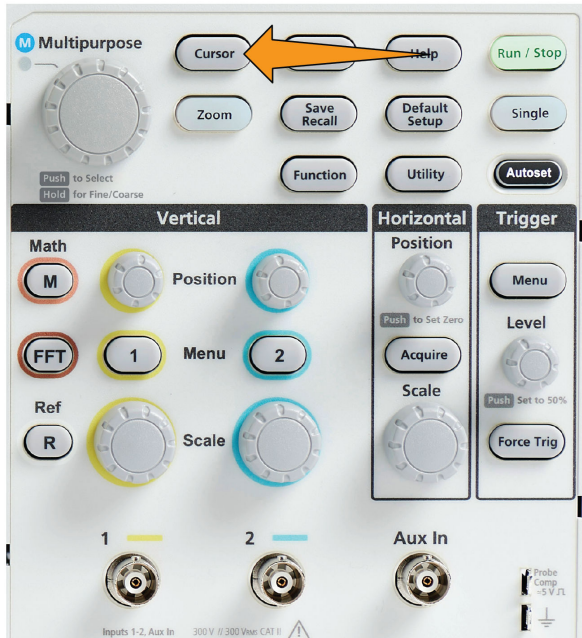 M Multipurpose
Cursor
Help
Run / Stop
Zoom
Save
Recall
Default
Setup
Single
Push to Select
Hold for Fine/Coarse
Function
Utility
Autoset
Vertical
Horizontal
Trigger
Math
M
Position
Position
Push to Set Zero
Menu
Level
FFT
1
Menu
2
Acquire
Push Set to 50%
Ref
R
Scale
Scale
Force Trig
1
2
Aux In
Probe
Comp
≈5 V
Inputs 1-2, Aux In 300 V // 300 VRMS CAT II